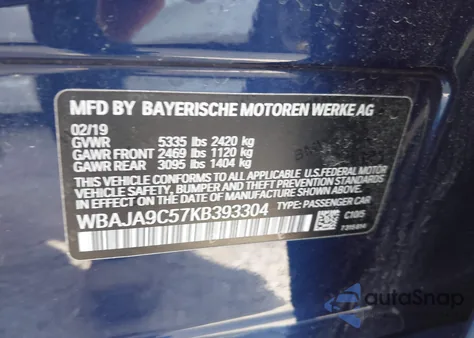 MFD BY BAYERISCHE MOTOREN WERKE AG
02/19
GVWR 5335 lbs 2420 kg
GAWR FRONT 2469 lbs 1120 kg
GAWR REAR 3095 lbs 1404 kg
THIS VEHICLE CONFORMS TO ALL APPLICABLE U.S. FEDERAL MOTOR
VEHICLE SAFETY, BUMPER AND THEFT PREVENTION STANDARDS
IN EFFECT ON THE DATE OF MANUFACTURE SHOWN ABOVE.
WBAJA9C57KB393304 TYPE: PASSENGER CAR
C10/5
autoSnap